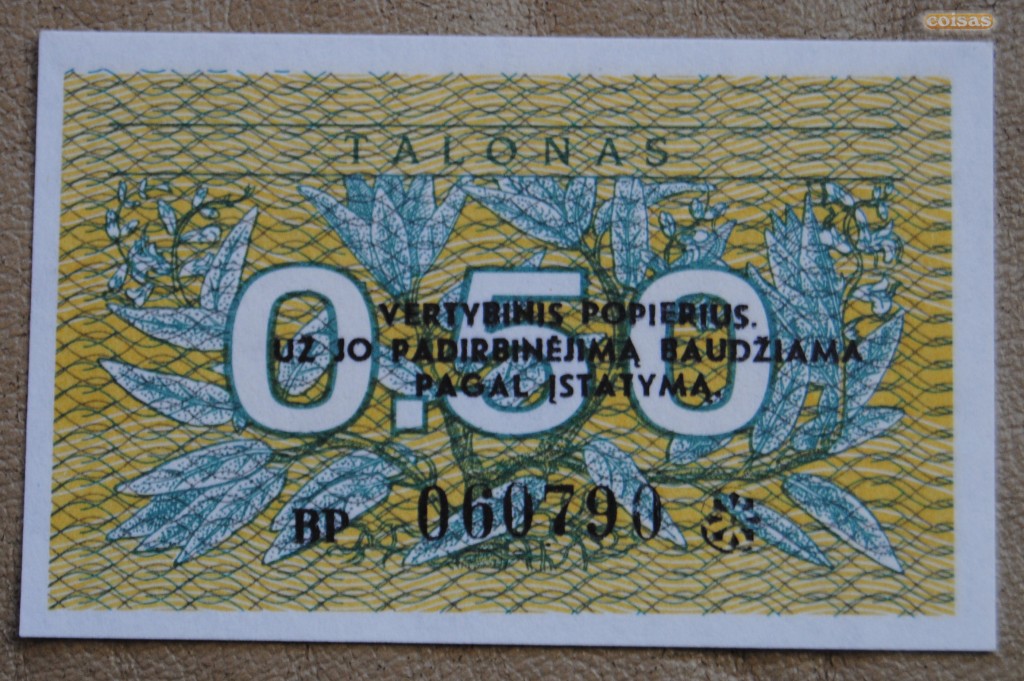 coisas
TALONAS
0.50
VERTYBINIS POPIERIUS.
UŽ JO PADIRBINĖJIMĄ BAUDŽIAMA
PAGAL ĮSTATYMĄ.
BP 060790